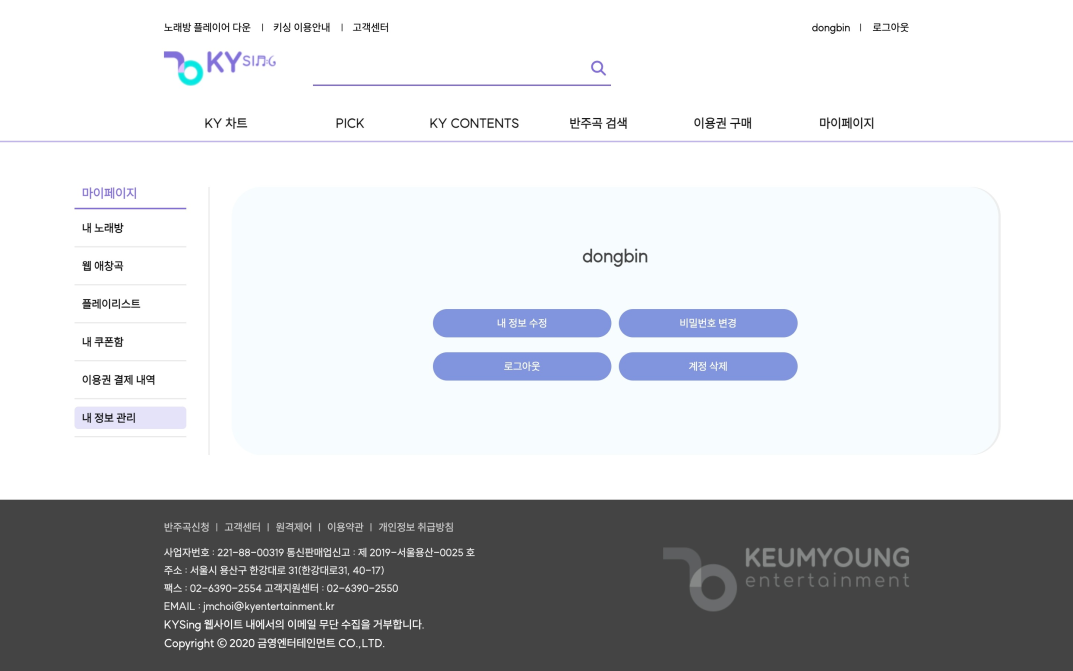 노래방 플레이어 다운 | 키싱 이용안내 | 고객센터
dongbin | 로그아웃
KYSING
KY 차트 PICK KY CONTENTS 반주곡 검색 이용권 구매 마이페이지
마이페이지
내 노래방
웹 애창곡
플레이리스트
내 쿠폰함
이용권 결제 내역
내 정보 관리
dongbin
내 정보 수정 비밀번호 변경
로그아웃 계정 삭제
반주곡신청 | 고객센터 | 원격제어 | 이용약관 | 개인정보 취급방침
사업자번호 : 221-88-00319 통신판매업신고 : 제 2019-서울용산-0025 호
주소 : 서울시 용산구 한강대로 31(한강대로31, 40-17)
팩스 : 02-6390-2554 고객지원센터 : 02-6390-2550
EMAIL : jmchoi@kyentertainment.kr
KYSing 웹사이트 내에서의 이메일 무단 수집을 거부합니다.
Copyright © 2020 금영엔터테인먼트 CO.,LTD.
KEUMYOUNG
entertainment